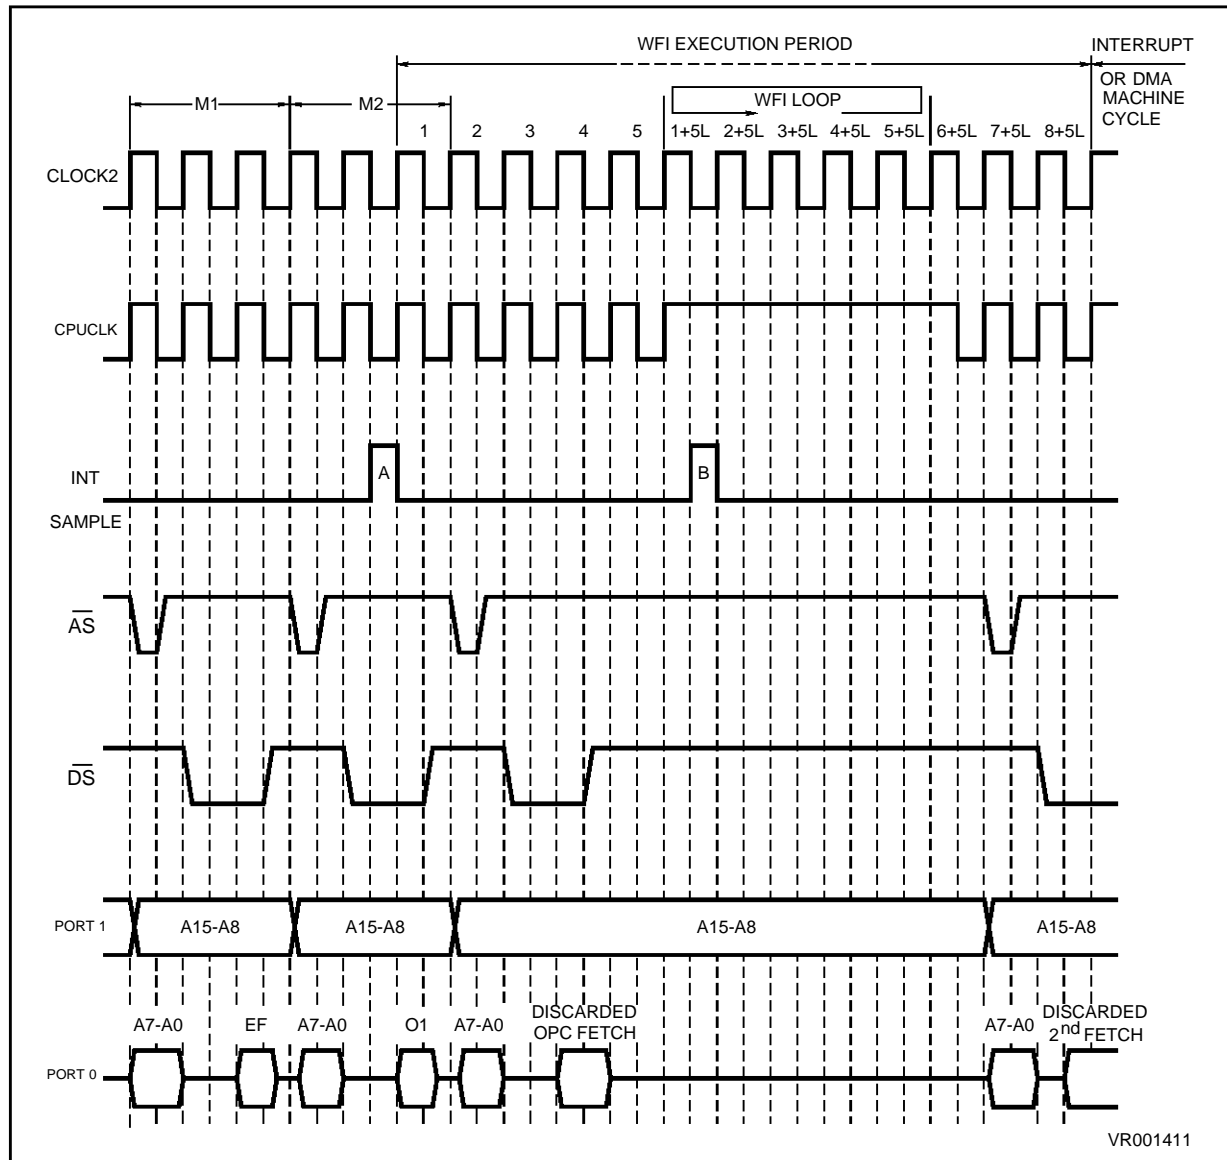 WFI EXECUTION PERIOD
INTERRUPT
OR DMA
MACHINE
CYCLE
M1
M2
WFI LOOP
1 2 3 4 5 1+5L 2+5L 3+5L 4+5L 5+5L 6+5L 7+5L 8+5L
CLOCK2
CPUCLK
INT
A
B
SAMPLE
AS
DS
PORT 1
A15-A8
A15-A8
A15-A8
A15-A8
A7-A0
EF
A7-A0
O1
A7-A0
DISCARDED
OPC FETCH
A7-A0
DISCARDED
2nd FETCH
PORT 0
VR001411